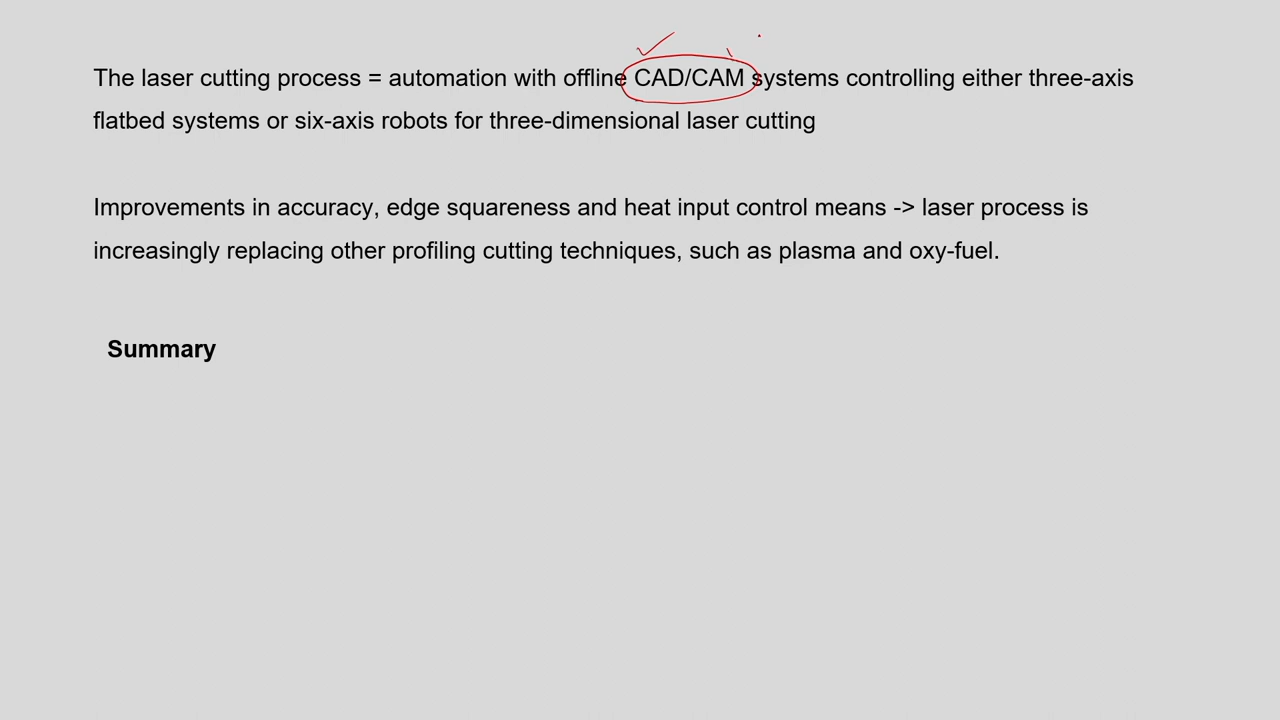 The laser cutting process = automation with offline CAD/CAM systems controlling either three-axis
flatbed systems or six-axis robots for three-dimensional laser cutting
Improvements in accuracy, edge squareness and heat input control means -> laser process is
increasingly replacing other profiling cutting techniques, such as plasma and oxy-fuel.
Summary